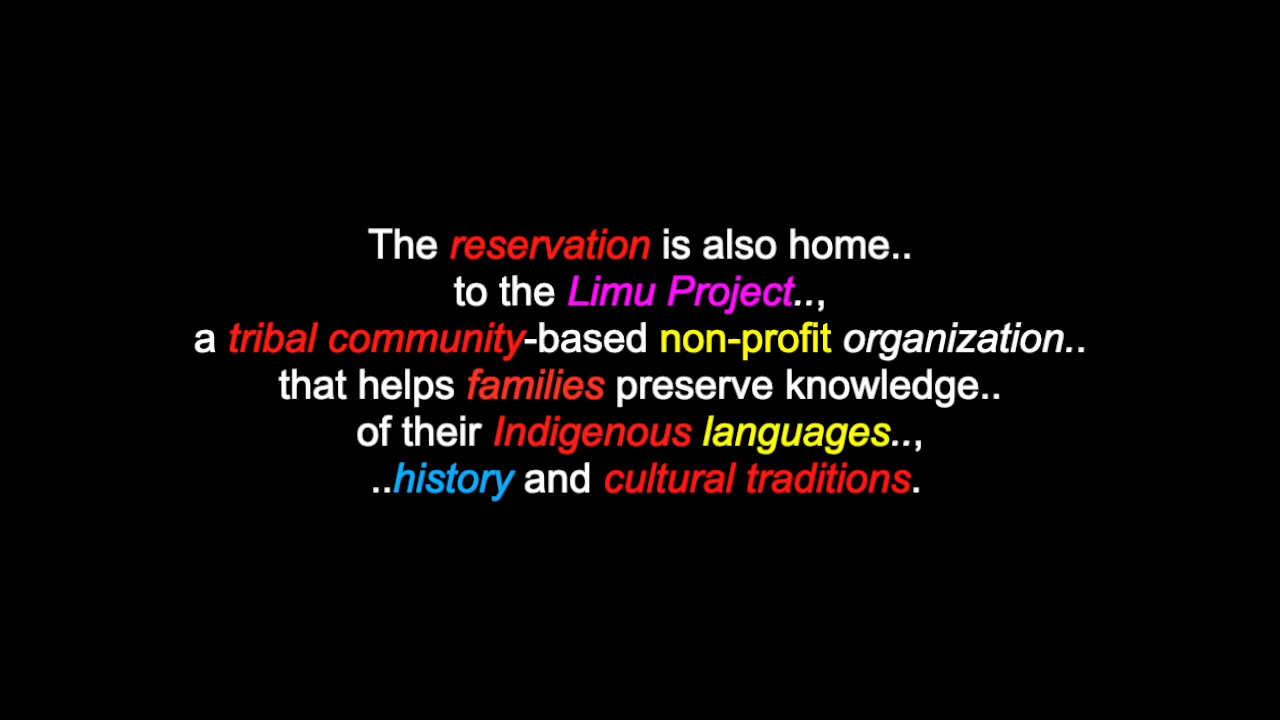 The reservation is also home..
to the Limu Project..,
a tribal community-based non-profit organization..
that helps families preserve knowledge..
of their Indigenous languages..,
..history and cultural traditions.